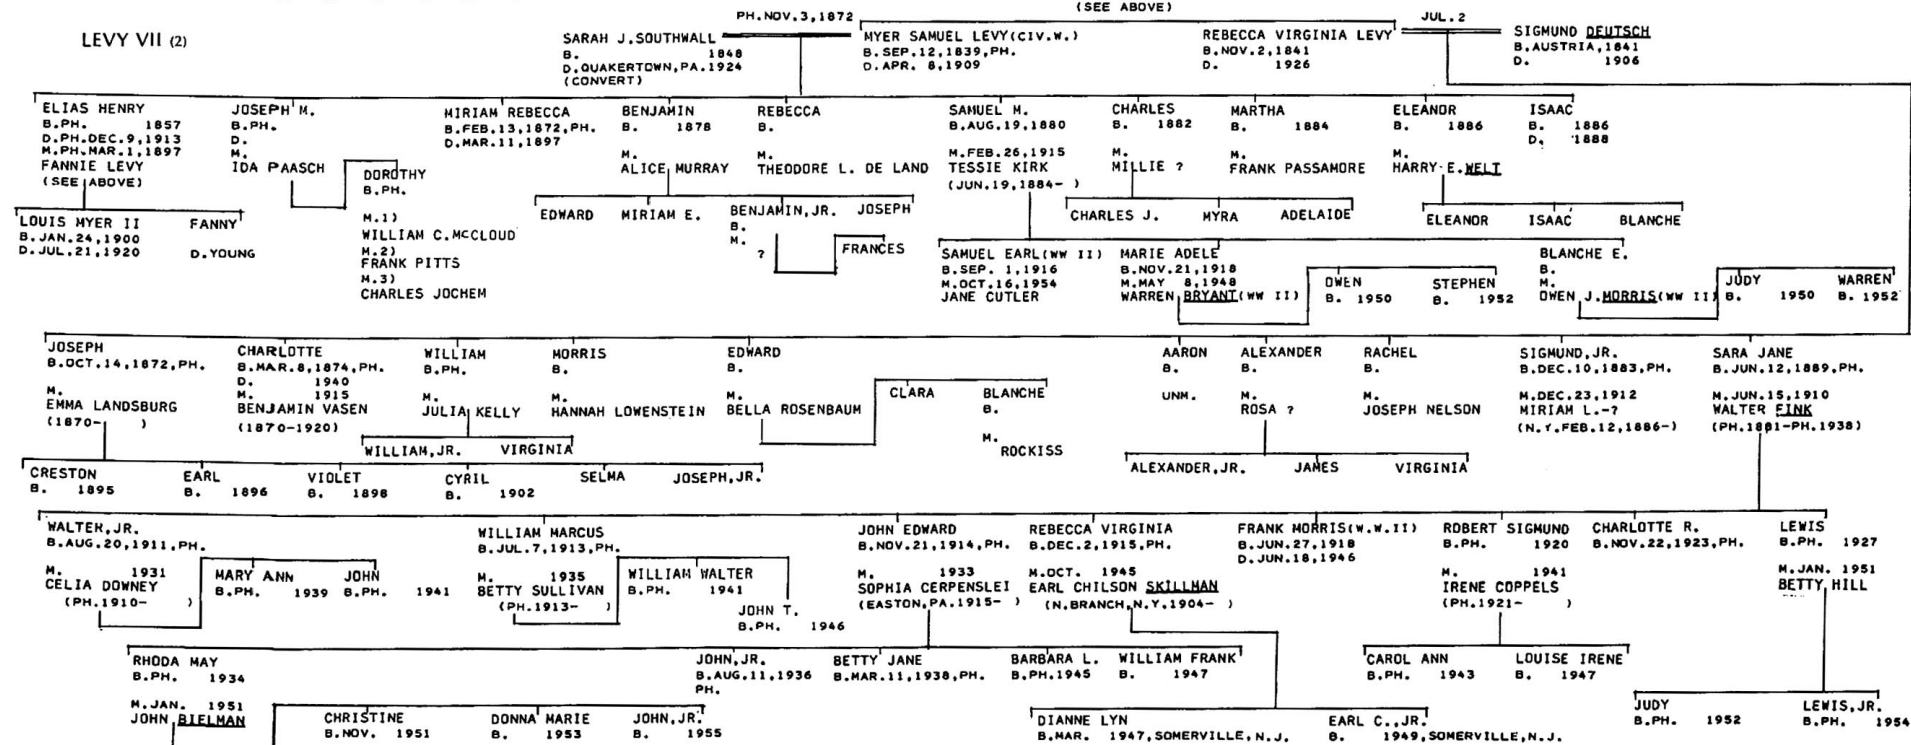 (SEE ABOVE)
LEVY VII (2)
PH.NOV.3,1872
JUL.2
SARAH J.SOUTHWALL
B. 1848
D.QUAKERTOWN,PA.1924
(CONVERT)
MYER SAMUEL LEVY(CIV.W.)
B.SEP.12,1839,PH.
D.APR. 8,1909
REBECCA VIRGINIA LEVY
B.NOV.2,1841
D. 1926
SIGMUND DEUTSCH
B.AUSTRIA,1841
D. 1906
ELIAS HENRY
B.PH. 1857
D.PH.DEC.9,1913
M.PH.MAR.1,1897
FANNIE LEVY
(SEE ABOVE)
JOSEPH M.
B.PH.
D.
M.
IDA PAASCH
DOROTHY
B.PH.
M.1)
WILLIAM C.McCLOUD
M.2)
FRANK PITTS
M.3)
CHARLES JOCHEM
MIRIAM REBECCA
B.FEB.13,1872,PH.
D.MAR.11,1897
BENJAMIN
B. 1878
M.
ALICE MURRAY
REBECCA
B.
M.
THEODORE L. DE LAND
SAMUEL M.
B.AUG.19,1880
M.FEB.26,1915
TESSIE KIRK
(JUN.19,1884- )
CHARLES
B. 1882
M.
MILLIE ?
MARTHA
B. 1884
M.
FRANK PASSAMORE
ELEANOR
B. 1886
M.
HARRY E.WELT
ISAAC
B. 1886
D. 1888
LOUIS MYER II
B.JAN.24,1900
D.JUL.21,1920
FANNY
D.YOUNG
EDWARD
MIRIAM E.
BENJAMIN,JR.
B.
M.
?
JOSEPH
FRANCES
CHARLES J.
MYRA
ADELAIDE
ELEANOR
ISAAC
BLANCHE
SAMUEL EARL(WW II)
B.SEP. 1,1916
M.OCT.16,1954
JANE CUTLER
MARIE ADELE
B.NOV.21,1918
M.MAY 8,1948
WARREN BRYANT(WW II)
OWEN
B. 1950
STEPHEN
B. 1952
BLANCHE E.
B.
M.
OWEN J.MORRIS(WW II)
JUDY
B. 1950
WARREN
B. 1952
JOSEPH
B.OCT.14,1872,PH.
M.
EMMA LANDSBURG
(1870- )
CHARLOTTE
B.MAR.8,1874,PH.
D. 1940
M. 1915
BENJAMIN VASEN
(1870-1920)
WILLIAM
B.PH.
M.
JULIA KELLY
MORRIS
B.
M.
HANNAH LOWENSTEIN
EDWARD
B.
M.
BELLA ROSENBAUM
CLARA
BLANCHE
B.
M.
ROCKISS
AARON
B.
UNM.
ALEXANDER
B.
M.
ROSA ?
RACHEL
B.
M.
JOSEPH NELSON
SIGMUND,JR.
B.DEC.10,1883,PH.
M.DEC.23,1912
MIRIAM L.-?
(N.Y.FEB.12,1886-)
SARA JANE
B.JUN.12,1889,PH.
M.JUN.15,1910
WALTER FINK
(PH.1881-PH.1938)
WILLIAM,JR.
VIRGINIA
CRESTON
B. 1895
EARL
B. 1896
VIOLET
B. 1898
CYRIL
B. 1902
SELMA
JOSEPH,JR.
ALEXANDER,JR.
JAMES
VIRGINIA
WALTER,JR.
B.AUG.20,1911,PH.
M. 1931
CELIA DOWNEY
(PH.1910- )
MARY ANN
B.PH. 1939
JOHN
B.PH. 1941
WILLIAM MARCUS
B.JUL.7,1913,PH.
M. 1935
BETTY SULLIVAN
(PH.1913- )
WILLIAM WALTER
B.PH. 1941
JOHN T.
B.PH. 1946
JOHN EDWARD
B.NOV.21,1914,PH.
M. 1933
SOPHIA CERPENSLEI
(EASTON,PA.1915- )
REBECCA VIRGINIA
B.DEC.2,1915,PH.
M.OCT. 1945
EARL CHILSON SKILLMAN
(N.BRANCH,N.Y.1904- )
FRANK MORRIS(W.W.II)
B.JUN.27,1918
D.JUN.18,1946
ROBERT SIGMUND
B.PH. 1920
M. 1941
IRENE COPPELS
(PH.1921- )
CHARLOTTE R.
B.NOV.22,1923,PH.
LEWIS
B.PH. 1927
M.JAN. 1951
BETTY HILL
RHODA MAY
B.PH. 1934
M.JAN. 1951
JOHN BIELMAN
JOHN,JR.
B.AUG.11,1936
PH.
BETTY JANE
B.MAR.11,1938,PH.
BARBARA L.
B.PH.1945
WILLIAM FRANK
B. 1947
CAROL ANN
B.PH. 1943
LOUISE IRENE
B. 1947
JUDY
B.PH. 1952
LEWIS,JR.
B.PH. 1954
CHRISTINE
B.NOV. 1951
DONNA MARIE
B. 1953
JOHN,JR.
B. 1955
DIANNE LYN
B.MAR. 1947,SOMERVILLE,N.J.
EARL C.,JR.
B. 1949,SOMERVILLE,N.J.